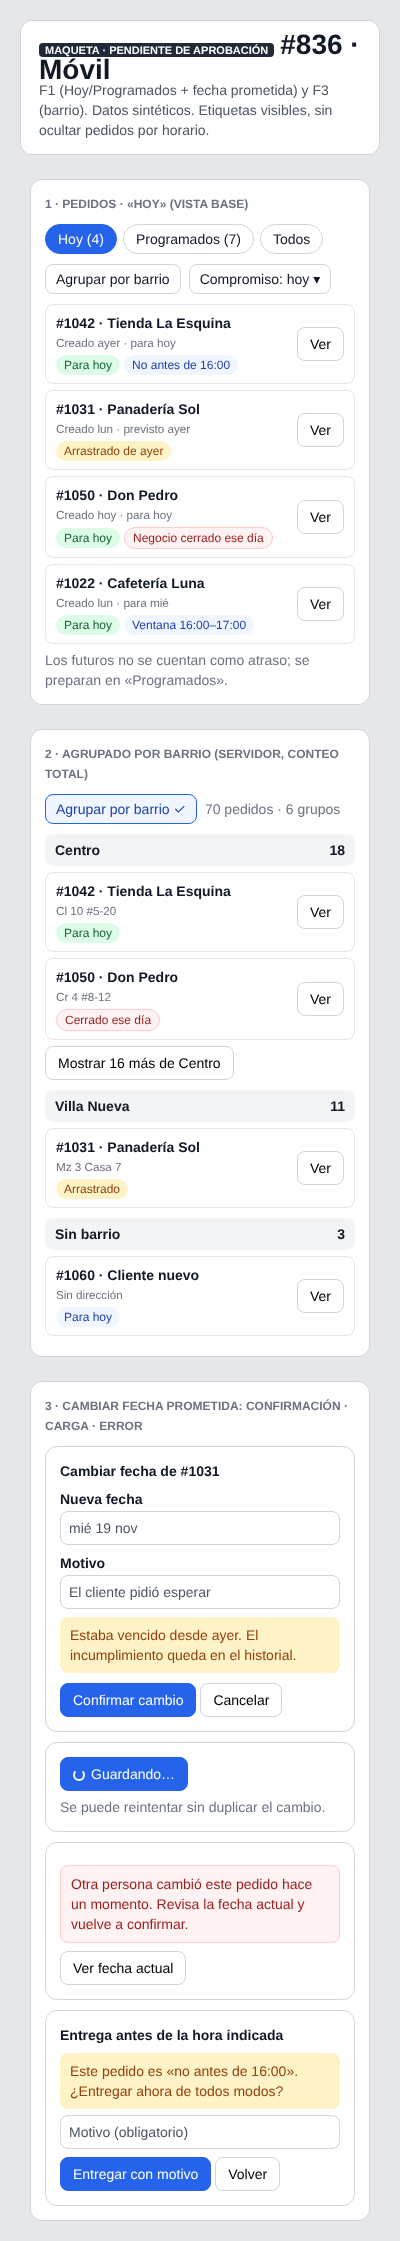 MAQUETA · PENDIENTE DE APROBACIÓN #836 ·
Móvil
F1 (Hoy/Programados + fecha prometida) y F3
(barrio). Datos sintéticos. Etiquetas visibles, sin
ocultar pedidos por horario.
1 · PEDIDOS · «HOY» (VISTA BASE)
Hoy (4) Programados (7) Todos
Agrupar por barrio Compromiso: hoy ▾
#1042 · Tienda La Esquina
Creado ayer · para hoy
Para hoy No antes de 16:00
Ver
#1031 · Panadería Sol
Creado lun · previsto ayer
Arrastrado de ayer
Ver
#1050 · Don Pedro
Creado hoy · para hoy
Para hoy Negocio cerrado ese día
Ver
#1022 · Cafetería Luna
Creado lun · para mié
Para hoy Ventana 16:00–17:00
Ver
Los futuros no se cuentan como atraso; se
preparan en «Programados».
2 · AGRUPADO POR BARRIO (SERVIDOR, CONTEO
TOTAL)
Agrupar por barrio ✓ 70 pedidos · 6 grupos
Centro 18
#1042 · Tienda La Esquina
Cl 10 #5-20
Para hoy
Ver
#1050 · Don Pedro
Cr 4 #8-12
Cerrado ese día
Ver
Mostrar 16 más de Centro
Villa Nueva 11
#1031 · Panadería Sol
Mz 3 Casa 7
Arrastrado
Ver
Sin barrio 3
#1060 · Cliente nuevo
Sin dirección
Para hoy
Ver
3 · CAMBIAR FECHA PROMETIDA: CONFIRMACIÓN ·
CARGA · ERROR
Cambiar fecha de #1031
Nueva fecha
mié 19 nov
Motivo
El cliente pidió esperar
Estaba vencido desde ayer. El
incumplimiento queda en el historial.
Confirmar cambio Cancelar
Guardando…
Se puede reintentar sin duplicar el cambio.
Otra persona cambió este pedido hace
un momento. Revisa la fecha actual y
vuelve a confirmar.
Ver fecha actual
Entrega antes de la hora indicada
Este pedido es «no antes de 16:00».
¿Entregar ahora de todos modos?
Motivo (obligatorio)
Entregar con motivo Volver